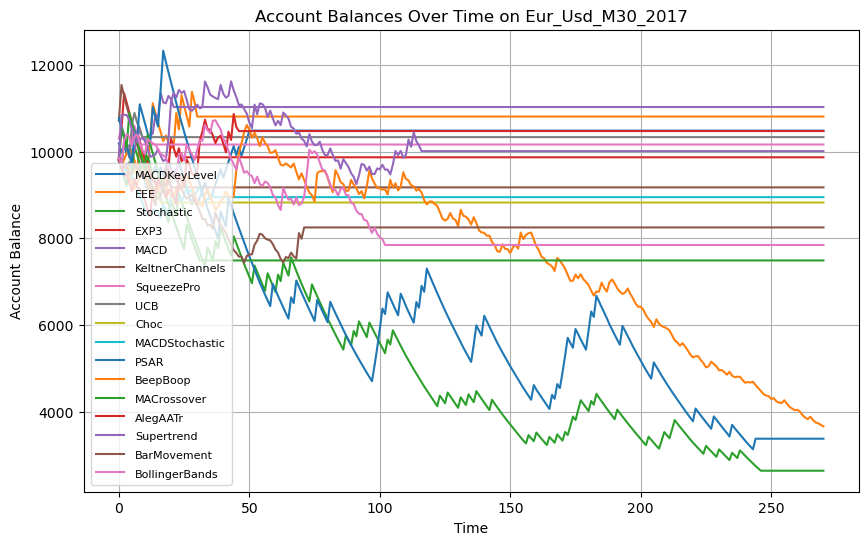 Account Balances Over Time on Eur_Usd_M30_2017
Account Balance
12000
10000
8000
6000
4000
MACDKeyLevel
EEE
Stochastic
EXP3
MACD
KeltnerChannels
SqueezePro
UCB
Choc
MACDStochastic
PSAR
BeepBoop
MACrossover
AlegAATr
Supertrend
BarMovement
BollingerBands
0 50 100 150 200 250
Time